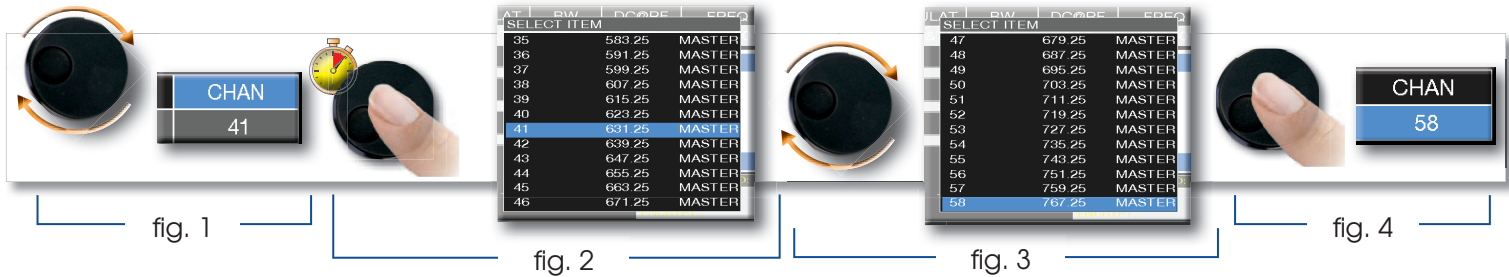 CHAN
41
SELECT ITEM
35 583.25 MASTER
36 591.25 MASTER
37 599.25 MASTER
38 607.25 MASTER
39 615.25 MASTER
40 623.25 MASTER
41 631.25 MASTER
42 639.25 MASTER
43 647.25 MASTER
44 655.25 MASTER
45 663.25 MASTER
46 671.25 MASTER
SELECT ITEM
47 679.25 MASTER
48 687.25 MASTER
49 695.25 MASTER
50 703.25 MASTER
51 711.25 MASTER
52 719.25 MASTER
53 727.25 MASTER
54 735.25 MASTER
55 743.25 MASTER
56 751.25 MASTER
57 759.25 MASTER
58 767.25 MASTER
CHAN
58
fig. 1
fig. 2
fig. 3
fig. 4